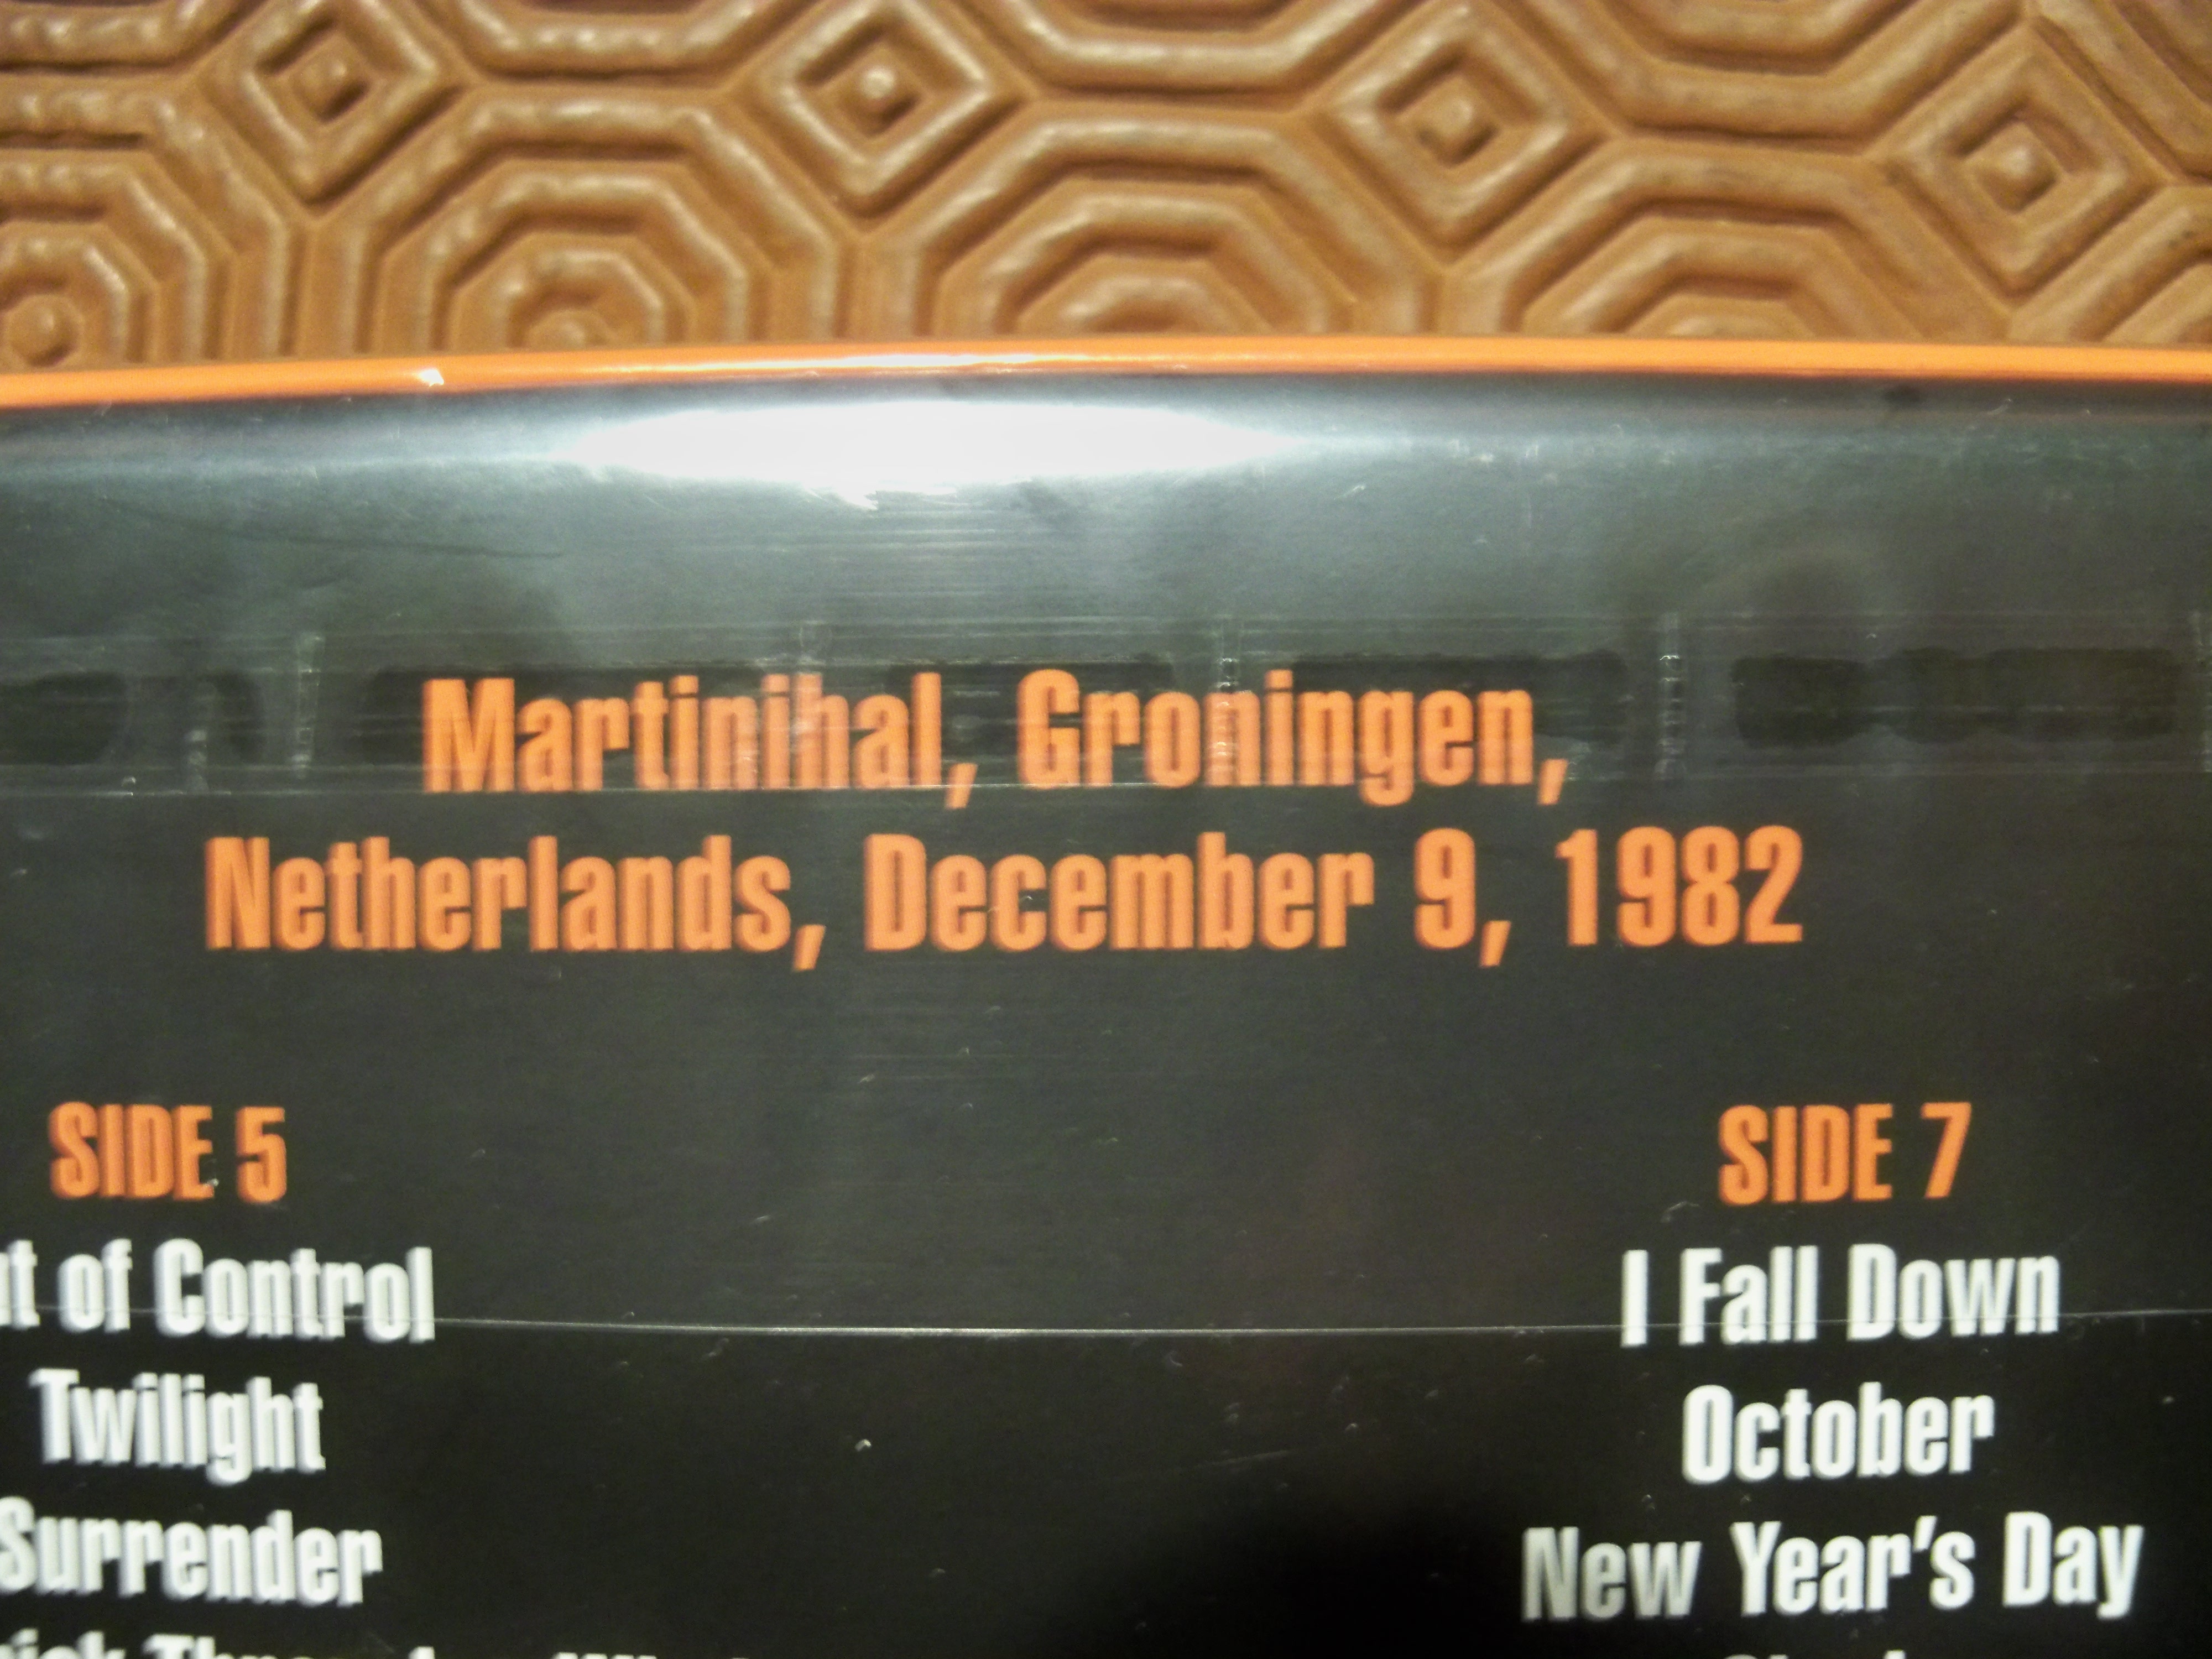 Martinihal, Groningen,
Netherlands, December 9, 1982
SIDE 5
t of Control
Twilight
Surrender
SIDE 7
I Fall Down
October
New Year's Day